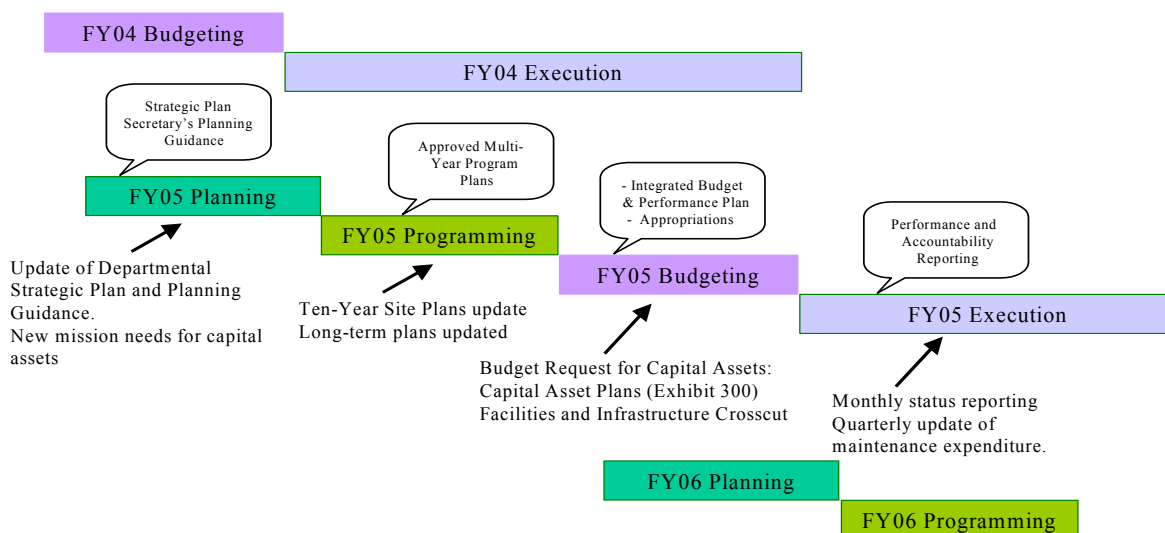 FY04 Budgeting
FY04 Execution
Strategic Plan
Secretary's Planning
Guidance
FY05 Planning
Update of Departmental
Strategic Plan and Planning
Guidance.
New mission needs for capital
assets
Approved Multi-
Year Program
Plans
FY05 Programming
Ten-Year Site Plans update
Long-term plans updated
- Integrated Budget
& Performance Plan
- Appropriations
FY05 Budgeting
Budget Request for Capital Assets:
Capital Asset Plans (Exhibit 300)
Facilities and Infrastructure Crosscut
Performance and
Accountability
Reporting
FY05 Execution
Monthly status reporting
Quarterly update of
maintenance expenditure.
FY06 Planning
FY06 Programming